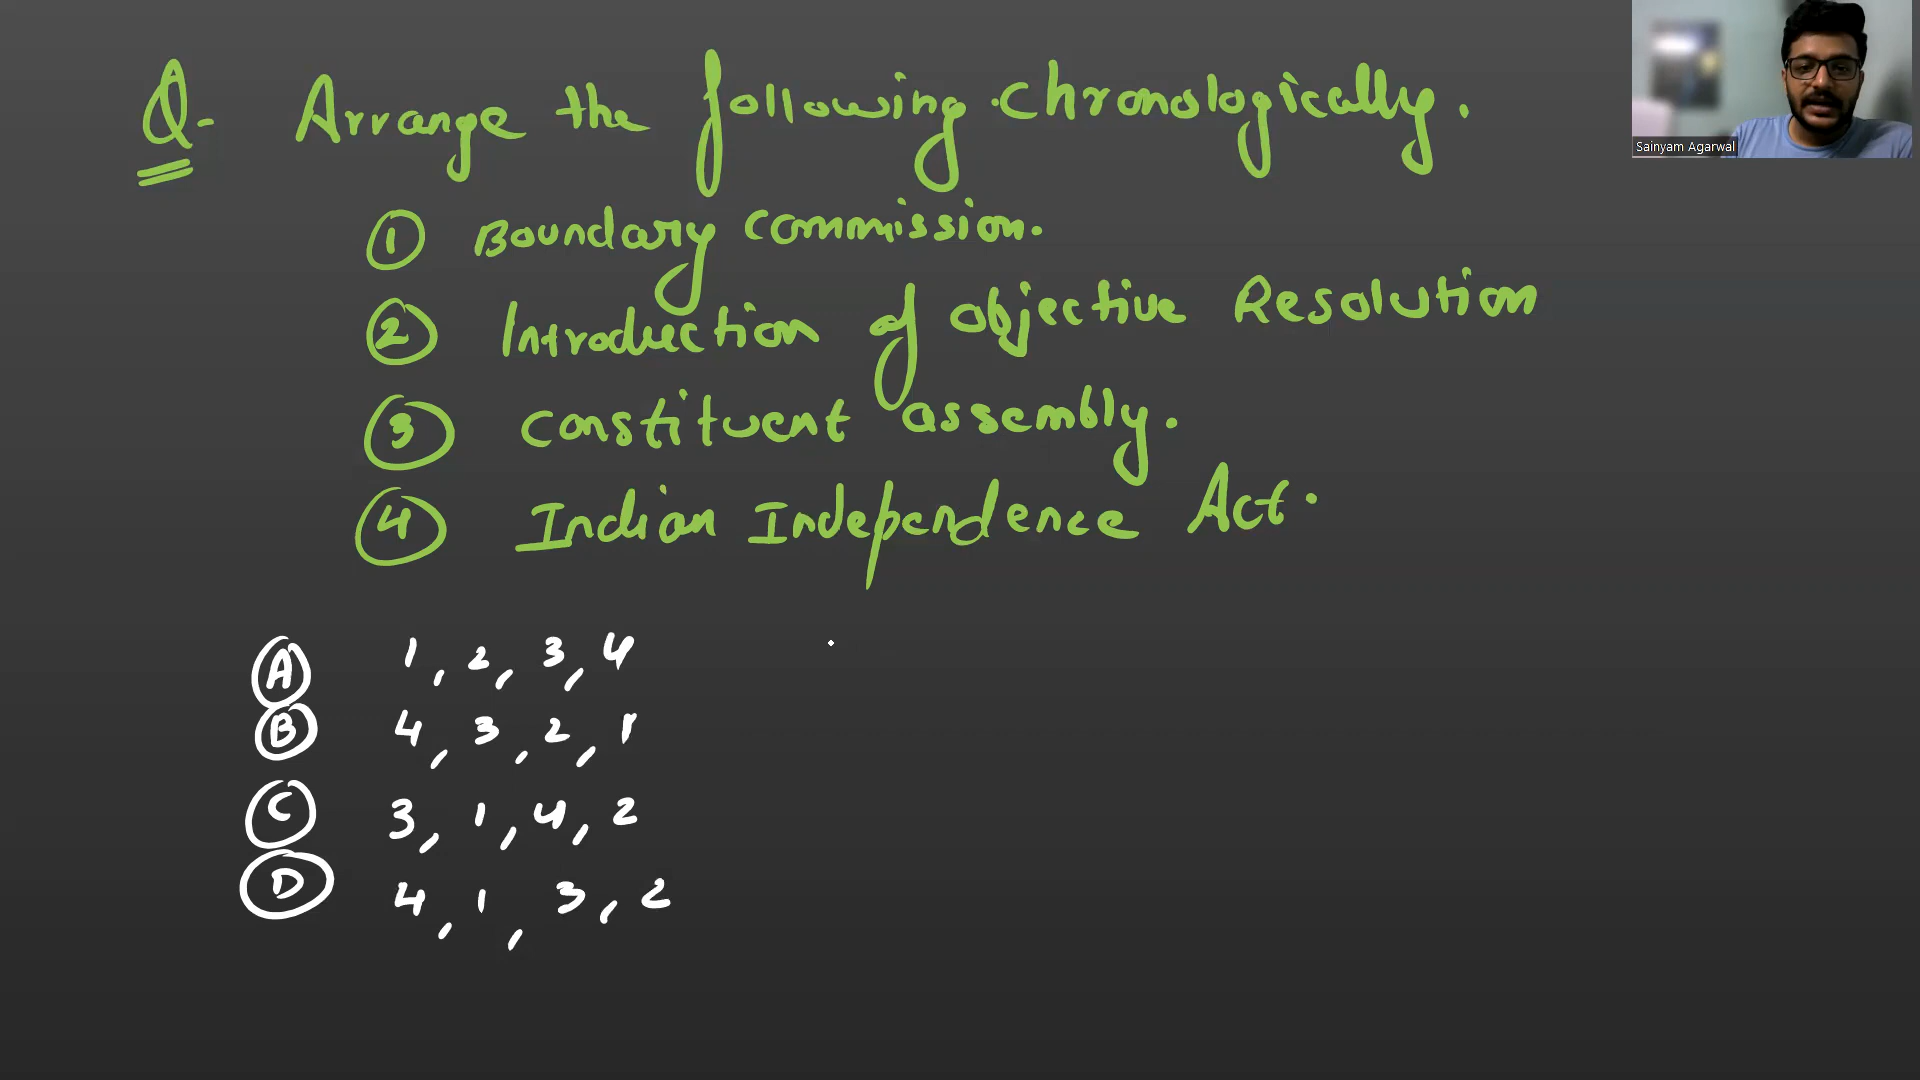 Q- Arrange the following chronologically.
Sainyam Agarwal
① Boundary commission.
② Introduction of objective Resolution
③ constituent assembly.
④ Indian Independence Act.
Ⓐ 1, 2, 3, 4
Ⓑ 4, 3, 2, 1
Ⓒ 3, 1, 4, 2
Ⓓ 4, 1, 3, 2